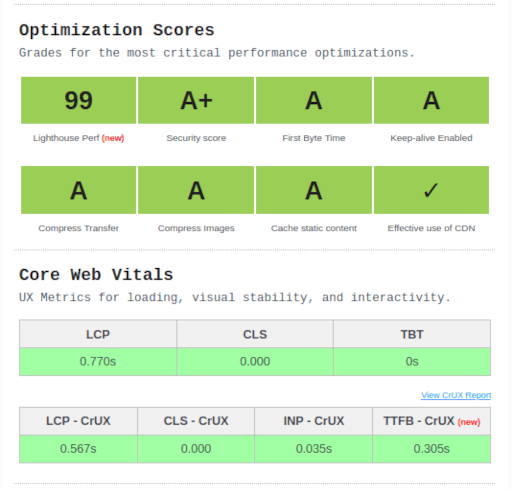 Optimization Scores
Grades for the most critical performance optimizations.
99 A+ A A
Lighthouse Perf (new) Security score First Byte Time Keep-alive Enabled
A A A ✓
Compress Transfer Compress Images Cache static content Effective use of CDN
Core Web Vitals
UX Metrics for loading, visual stability, and interactivity.
LCP CLS TBT
0.770s 0.000 0s
View CrUX Report
LCP - CrUX CLS - CrUX INP - CrUX TTFB - CrUX (new)
0.567s 0.000 0.035s 0.305s